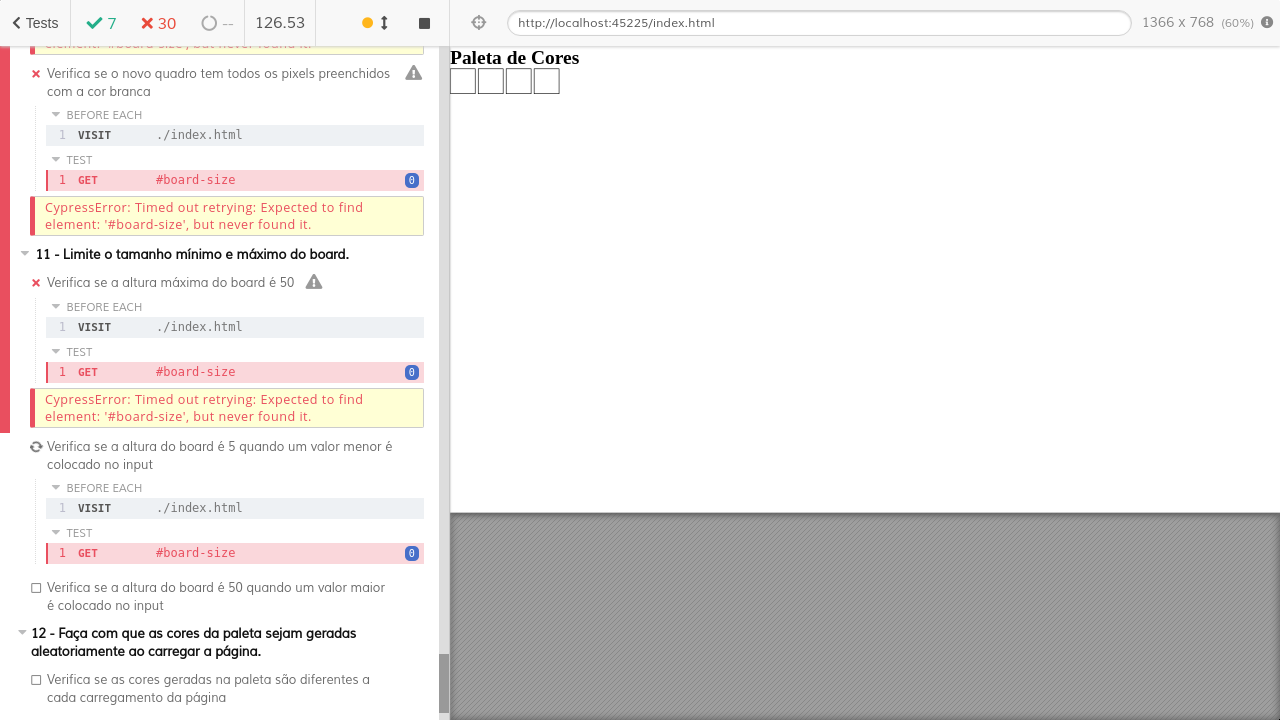 Tests
7
30
--
126.53
http://localhost:45225/index.html
1366 x 768 (60%)
element: '#board-size', but never found it.
Verifica se o novo quadro tem todos os pixels preenchidos
com a cor branca
BEFORE EACH
1 VISIT ./index.html
TEST
1 GET #board-size 0
CypressError: Timed out retrying: Expected to find
element: '#board-size', but never found it.
11 - Limite o tamanho mínimo e máximo do board.
Verifica se a altura máxima do board é 50
BEFORE EACH
1 VISIT ./index.html
TEST
1 GET #board-size 0
CypressError: Timed out retrying: Expected to find
element: '#board-size', but never found it.
Verifica se a altura do board é 5 quando um valor menor é
colocado no input
BEFORE EACH
1 VISIT ./index.html
TEST
1 GET #board-size 0
Verifica se a altura do board é 50 quando um valor maior
é colocado no input
12 - Faça com que as cores da paleta sejam geradas
aleatoriamente ao carregar a página.
Verifica se as cores geradas na paleta são diferentes a
cada carregamento da página
Paleta de Cores